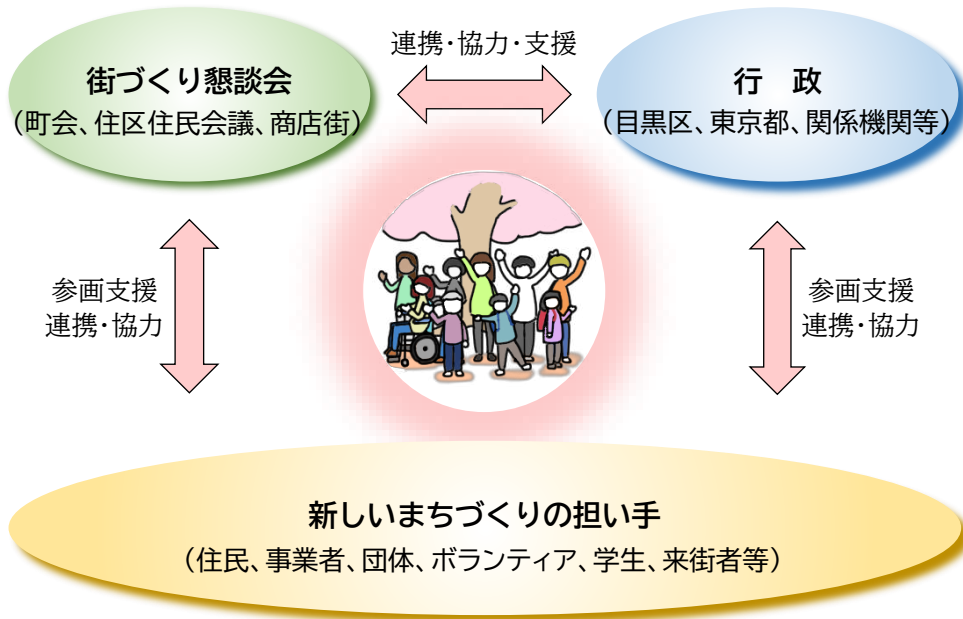 連携・協力・支援
街づくり懇談会
(町会、住区住民会議、商店街)
行　政
(目黒区、東京都、関係機関等)
参画支援
連携・協力
参画支援
連携・協力
新しいまちづくりの担い手
(住民、事業者、団体、ボランティア、学生、来街者等)